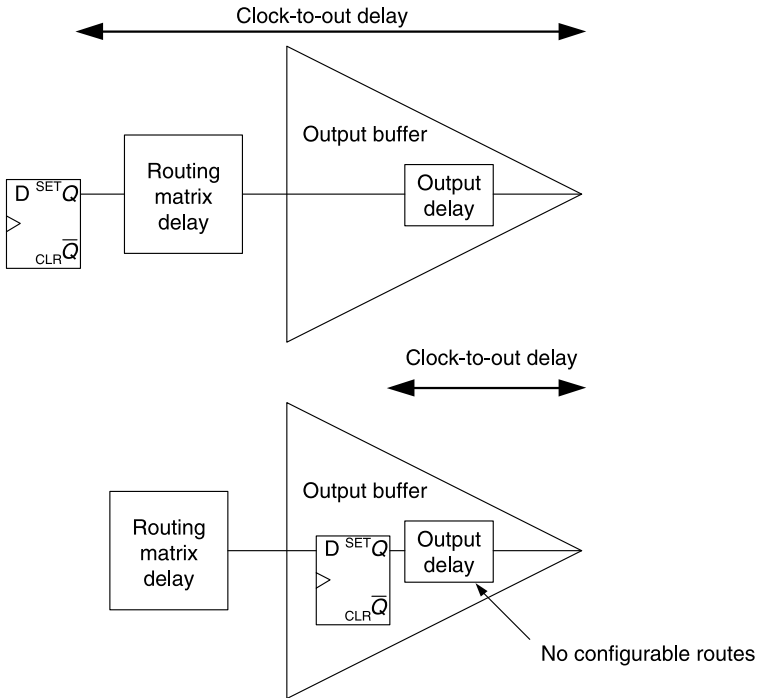 Clock-to-out delay
Output buffer
Routing
matrix
delay
Output
delay
D SET Q
CLR Q̅
Clock-to-out delay
Output buffer
Routing
matrix
delay
D SET Q
CLR Q̅
Output
delay
No configurable routes